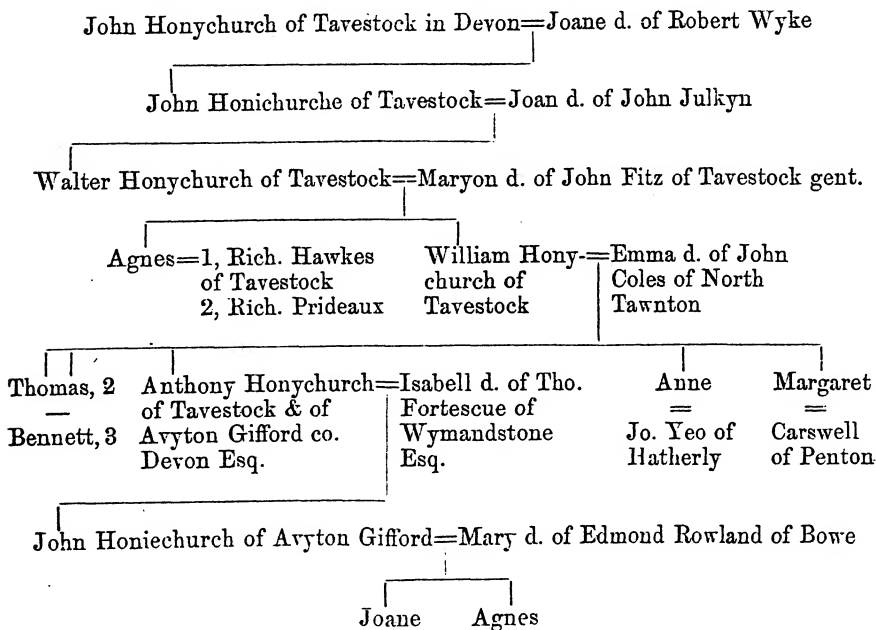 John Honychurch of Tavestock in Devon=Joane d. of Robert Wyke
John Honichurche of Tavestock=Joan d. of John Julkyn
Walter Honychurch of Tavestock=Maryon d. of John Fitz of Tavestock gent.
Agnes=1, Rich. Hawkes
of Tavestock
2, Rich. Prideaux
William Hony-=Emma d. of John
church of
Tavestock
Coles of North
Tawnton
Thomas, 2
—
Bennett, 3
Anthony Honychurch=Isabell d. of Tho.
of Tavestock & of
Avyton Gifford co.
Devon Esq.
Fortescue of
Wymandstone
Esq.
Anne
=
Jo. Yeo of
Hatherly
Margaret
=
Carswell
of Penton
John Honiechurch of Avyton Gifford=Mary d. of Edmond Rowland of Bowe
Joane Agnes